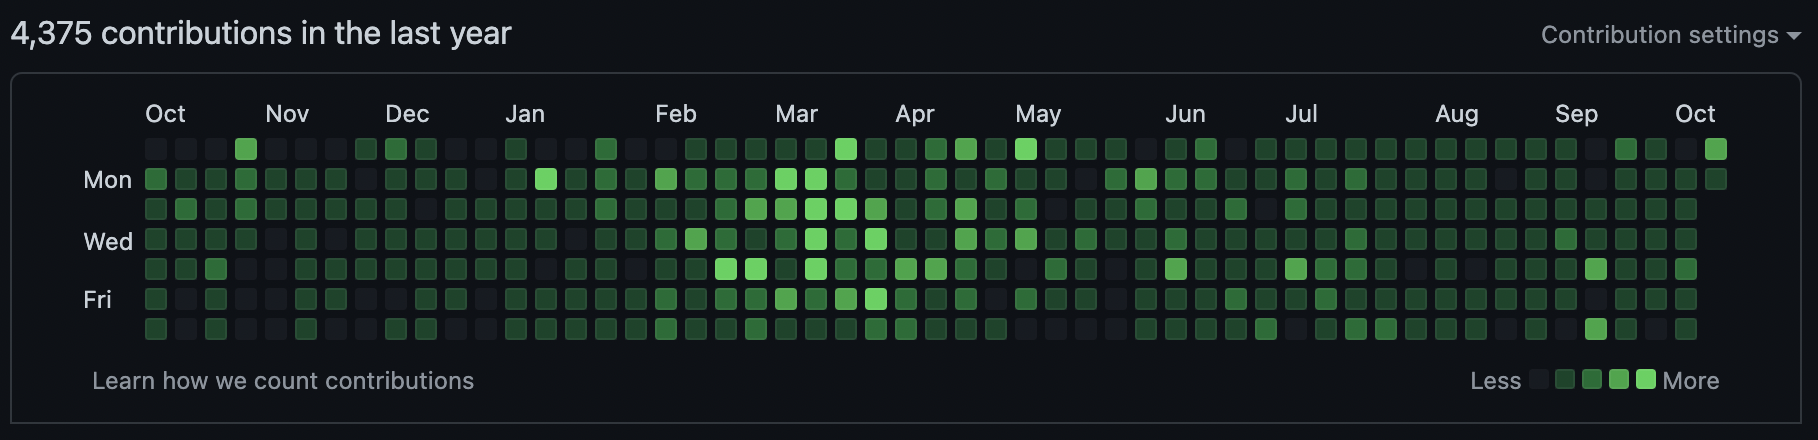 4,375 contributions in the last year
Contribution settings
Oct Nov Dec Jan Feb Mar Apr May Jun Jul Aug Sep Oct
Mon
Wed
Fri
Learn how we count contributions
Less More